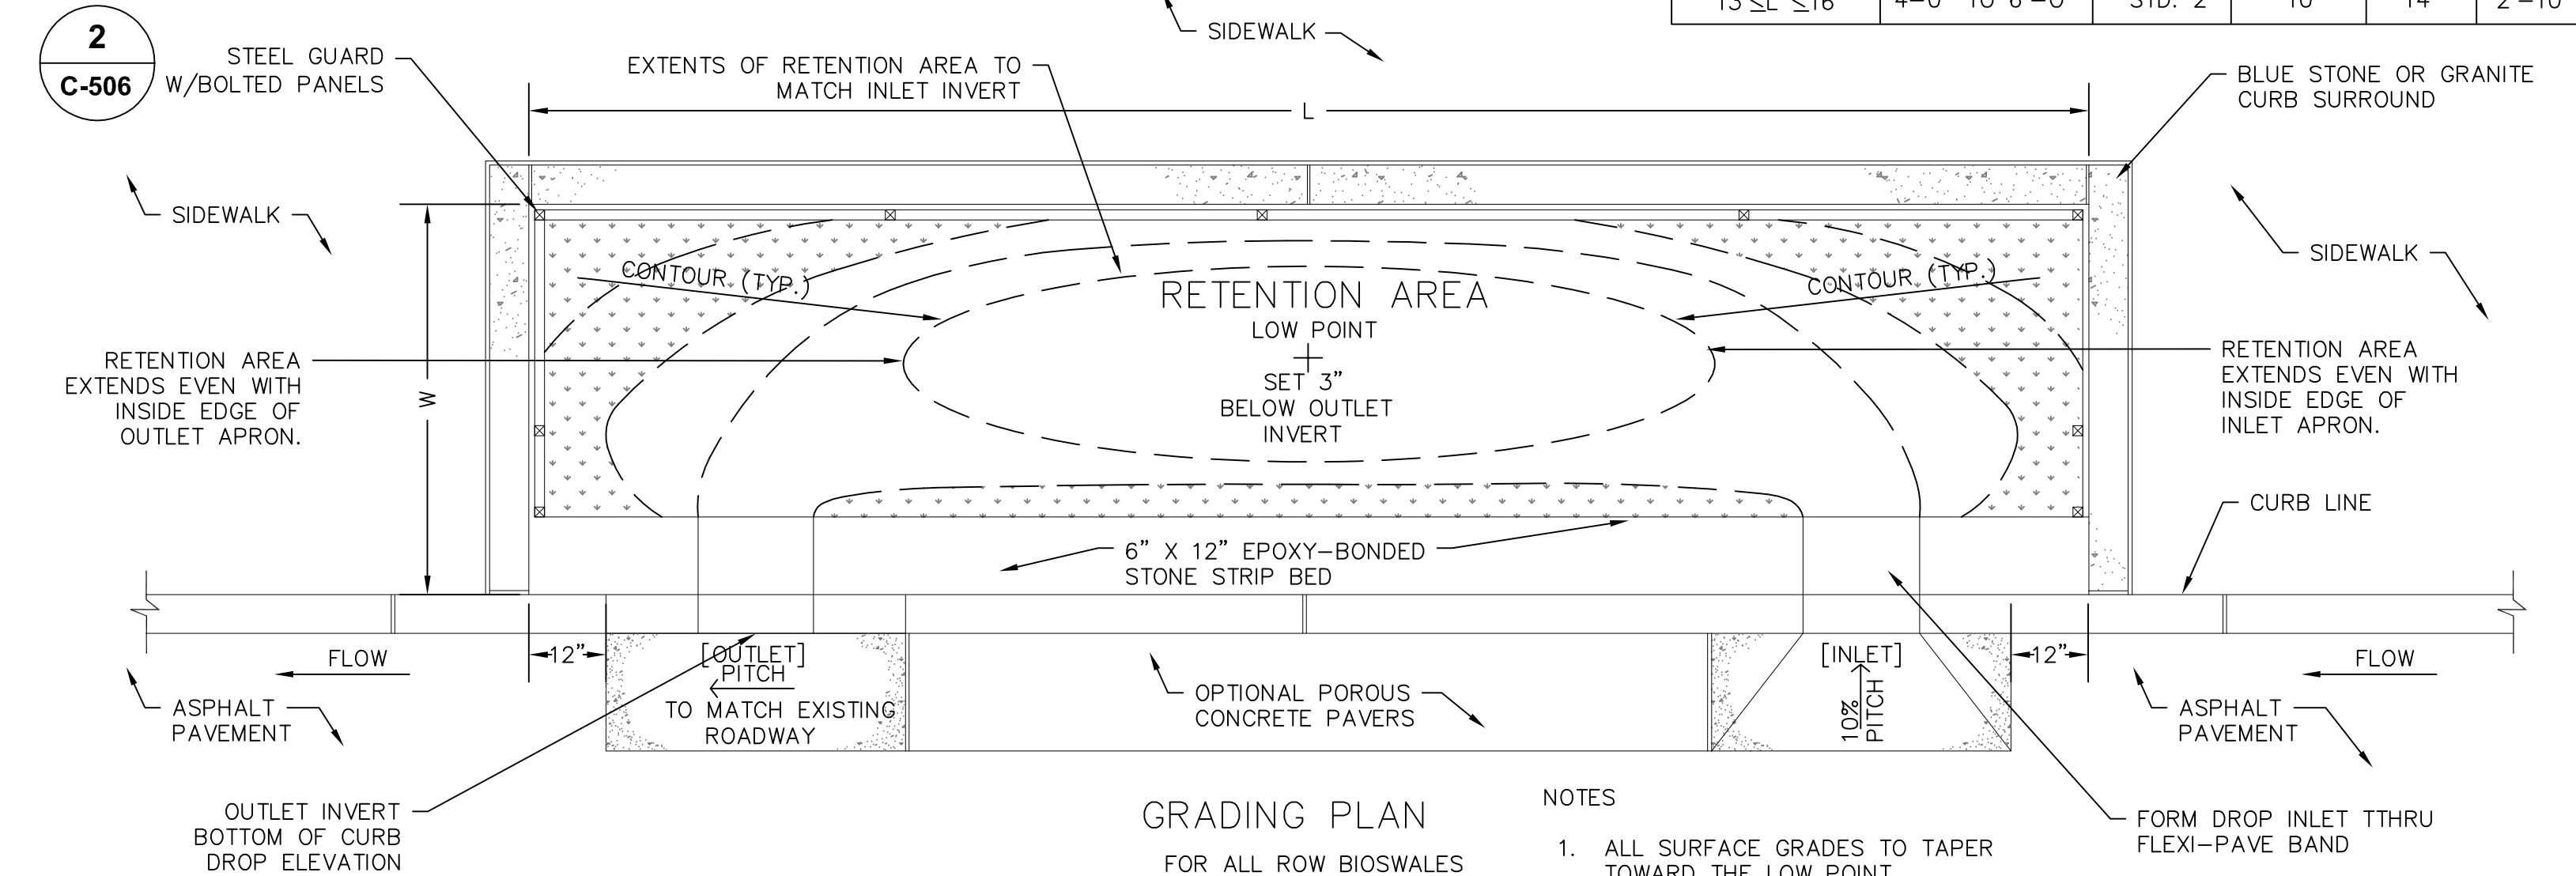 2
C-506
STEEL GUARD
W/BOLTED PANELS
SIDEWALK
EXTENTS OF RETENTION AREA TO
MATCH INLET INVERT
L
BLUE STONE OR GRANITE
CURB SURROUND
SIDEWALK
SIDEWALK
W
CONTOUR (TYP.)
CONTOUR (TYP.)
RETENTION AREA
LOW POINT
SET 3"
BELOW OUTLET
INVERT
RETENTION AREA
EXTENDS EVEN WITH
INSIDE EDGE OF
OUTLET APRON.
RETENTION AREA
EXTENDS EVEN WITH
INSIDE EDGE OF
INLET APRON.
CURB LINE
6" X 12" EPOXY-BONDED
STONE STRIP BED
FLOW
12"
[OUTLET]
PITCH
TO MATCH EXISTING
ROADWAY
[INLET]
10%
PITCH
12"
FLOW
ASPHALT
PAVEMENT
OPTIONAL POROUS
CONCRETE PAVERS
ASPHALT
PAVEMENT
OUTLET INVERT
BOTTOM OF CURB
DROP ELEVATION
GRADING PLAN
FOR ALL ROW BIOSWALES
NOTES
1. ALL SURFACE GRADES TO TAPER
TOWARD THE LOW POINT
FORM DROP INLET TTHRU
FLEXI-PAVE BAND